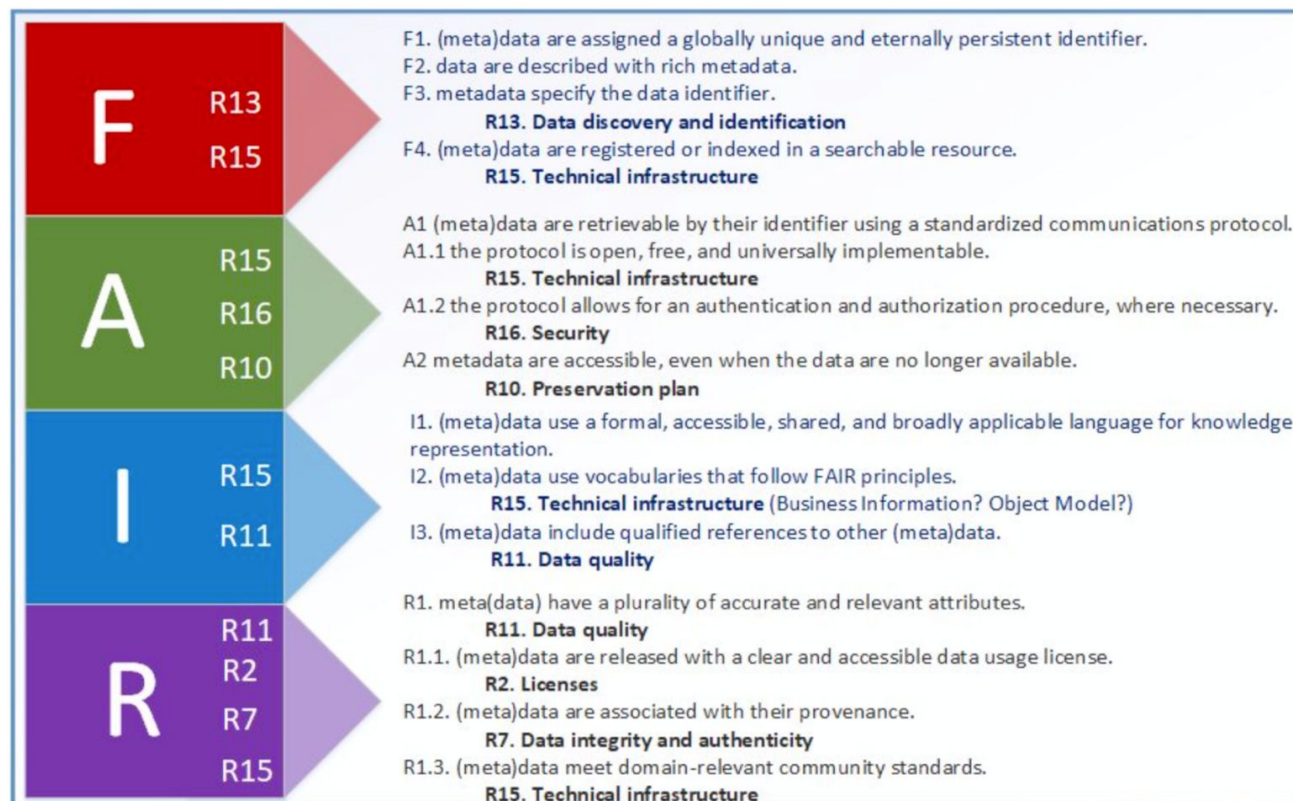 F
R13
R15
F1. (meta)data are assigned a globally unique and eternally persistent identifier.
F2. data are described with rich metadata.
F3. metadata specify the data identifier.
R13. Data discovery and identification
F4. (meta)data are registered or indexed in a searchable resource.
R15. Technical infrastructure
A
R15
R16
R10
A1 (meta)data are retrievable by their identifier using a standardized communications protocol.
A1.1 the protocol is open, free, and universally implementable.
R15. Technical infrastructure
A1.2 the protocol allows for an authentication and authorization procedure, where necessary.
R16. Security
A2 metadata are accessible, even when the data are no longer available.
R10. Preservation plan
I
R15
R11
I1. (meta)data use a formal, accessible, shared, and broadly applicable language for knowledge
representation.
I2. (meta)data use vocabularies that follow FAIR principles.
R15. Technical infrastructure (Business Information? Object Model?)
I3. (meta)data include qualified references to other (meta)data.
R11. Data quality
R
R11
R2
R7
R15
R1. meta(data) have a plurality of accurate and relevant attributes.
R11. Data quality
R1.1. (meta)data are released with a clear and accessible data usage license.
R2. Licenses
R1.2. (meta)data are associated with their provenance.
R7. Data integrity and authenticity
R1.3. (meta)data meet domain-relevant community standards.
R15. Technical infrastructure